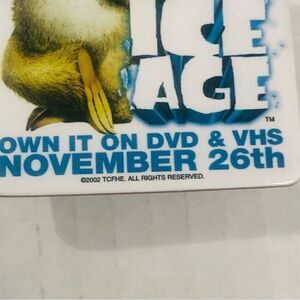 ICE
AGE
TM
OWN IT ON DVD & VHS
NOVEMBER 26th
©2002 TCFHE. ALL RIGHTS RESERVED.